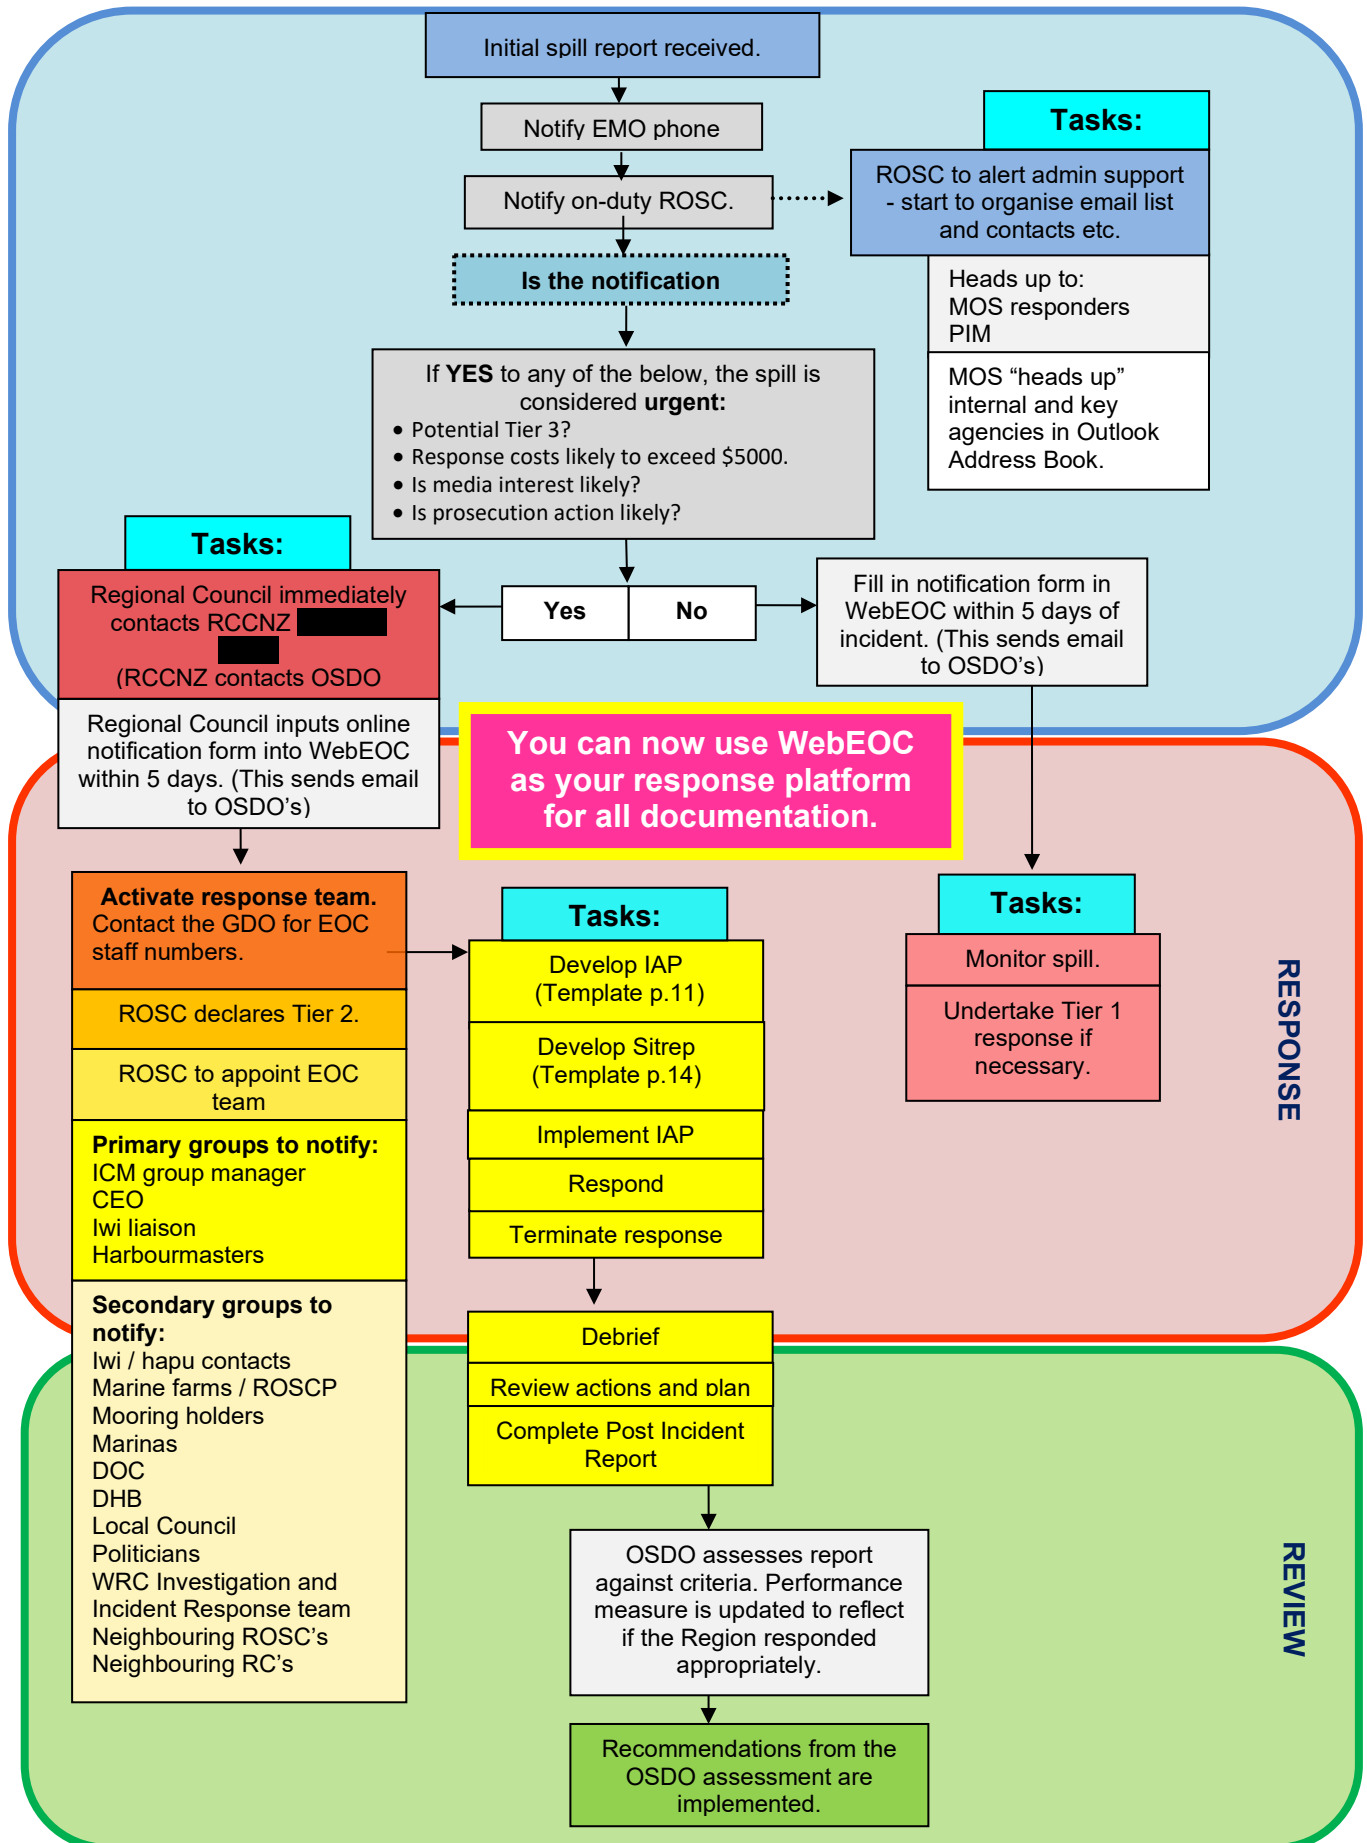 Initial spill report received.
Notify EMO phone
Notify on-duty ROSC.
Tasks:
ROSC to alert admin support
- start to organise email list
and contacts etc.
Heads up to:
MOS responders
PIM
MOS “heads up”
internal and key
agencies in Outlook
Address Book.
Is the notification
If YES to any of the below, the spill is
considered urgent:
• Potential Tier 3?
• Response costs likely to exceed $5000.
• Is media interest likely?
• Is prosecution action likely?
Yes
No
Tasks:
Regional Council immediately
contacts RCCNZ
(RCCNZ contacts OSDO
Regional Council inputs online
notification form into WebEOC
within 5 days. (This sends email
to OSDO’s)
Fill in notification form in
WebEOC within 5 days of
incident. (This sends email
to OSDO’s)
You can now use WebEOC
as your response platform
for all documentation.
Activate response team.
Contact the GDO for EOC
staff numbers.
ROSC declares Tier 2.
ROSC to appoint EOC
team
Primary groups to notify:
ICM group manager
CEO
Iwi liaison
Harbourmasters
Secondary groups to
notify:
Iwi / hapu contacts
Marine farms / ROSCP
Mooring holders
Marinas
DOC
DHB
Local Council
Politicians
WRC Investigation and
Incident Response team
Neighbouring ROSC’s
Neighbouring RC’s
Tasks:
Develop IAP
(Template p.11)
Develop Sitrep
(Template p.14)
Implement IAP
Respond
Terminate response
Tasks:
Monitor spill.
Undertake Tier 1
response if
necessary.
RESPONSE
Debrief
Review actions and plan
Complete Post Incident
Report
OSDO assesses report
against criteria. Performance
measure is updated to reflect
if the Region responded
appropriately.
Recommendations from the
OSDO assessment are
implemented.
REVIEW